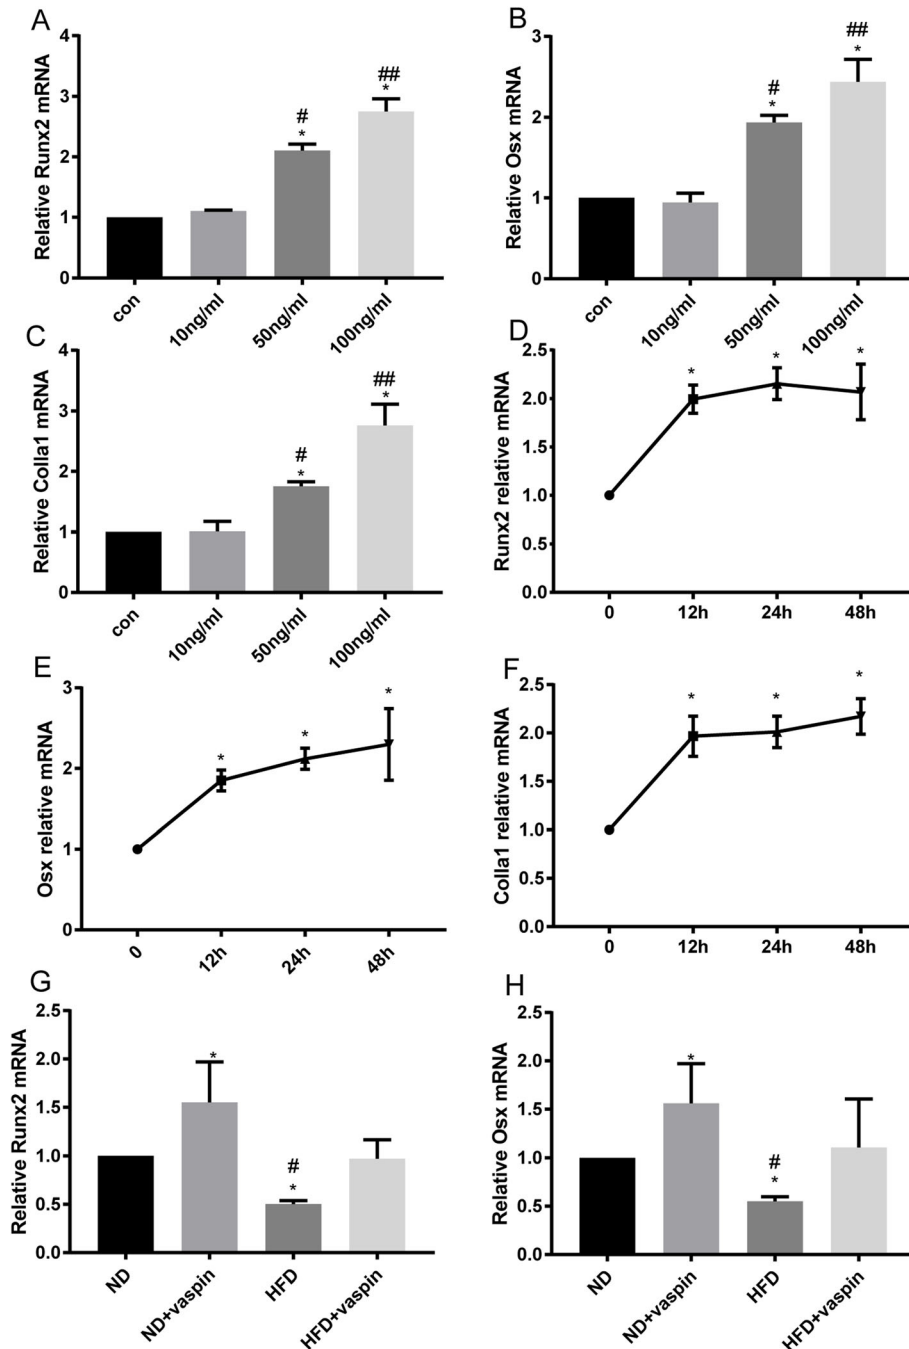 A
Relative Runx2 mRNA
4
3
2
1
0
##
*
#
*
con
10ng/ml
50ng/ml
100ng/ml
B
Relative Osx mRNA
3
2
1
0
##
*
#
*
con
10ng/ml
50ng/ml
100ng/ml
C
Relative Colla1 mRNA
4
3
2
1
0
##
*
#
*
con
10ng/ml
50ng/ml
100ng/ml
D
Runx2 relative mRNA
2.5
2.0
1.5
1.0
0.5
0.0
* * *
0 12h 24h 48h
E
Osx relative mRNA
3
2
1
0
* * *
0 12h 24h 48h
F
Colla1 relative mRNA
2.5
2.0
1.5
1.0
0.5
0.0
* * *
0 12h 24h 48h
G
Relative Runx2 mRNA
2.5
2.0
1.5
1.0
0.5
0.0
*
#
*
ND
ND+vaspin
HFD
HFD+vaspin
H
Relative Osx mRNA
2.5
2.0
1.5
1.0
0.5
0.0
*
#
*
ND
ND+vaspin
HFD
HFD+vaspin